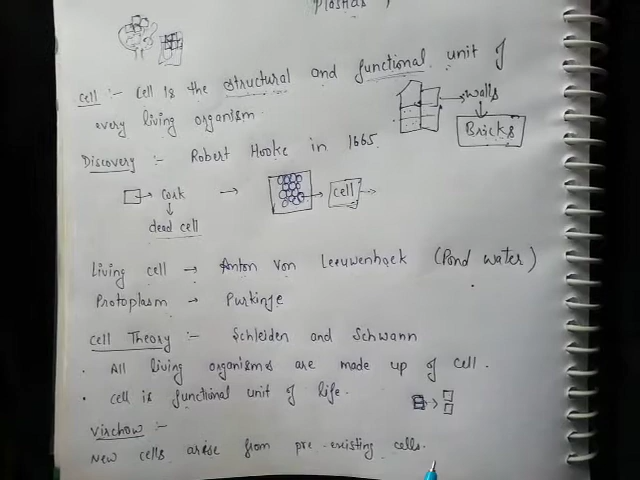 Plastids
Cell :- Cell is the structural and functional unit of
every living organism.
walls
Bricks
Discovery :- Robert Hooke in 1665.
Cork → cell
dead cell
Living cell → Anton Von Leeuwenhoek (Pond water)
Protoplasm → Purkinje
Cell Theory :- Schleiden and Schwann
. All living organisms are made up of cell.
. cell is functional unit of life.
Virchow :-
New cells arise from pre-existing cells.